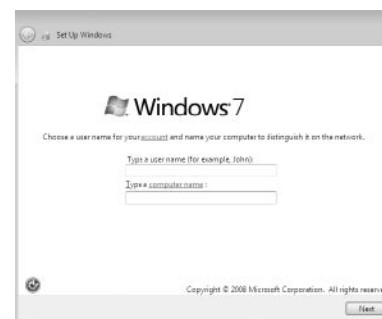 Set Up Windows
Windows 7
Choose a user name for your account and name your computer to distinguish it on the network.
Type a user name (for example, John):
Type a computer name :
Copyright © 2008 Microsoft Corporation. All rights reserve
Next